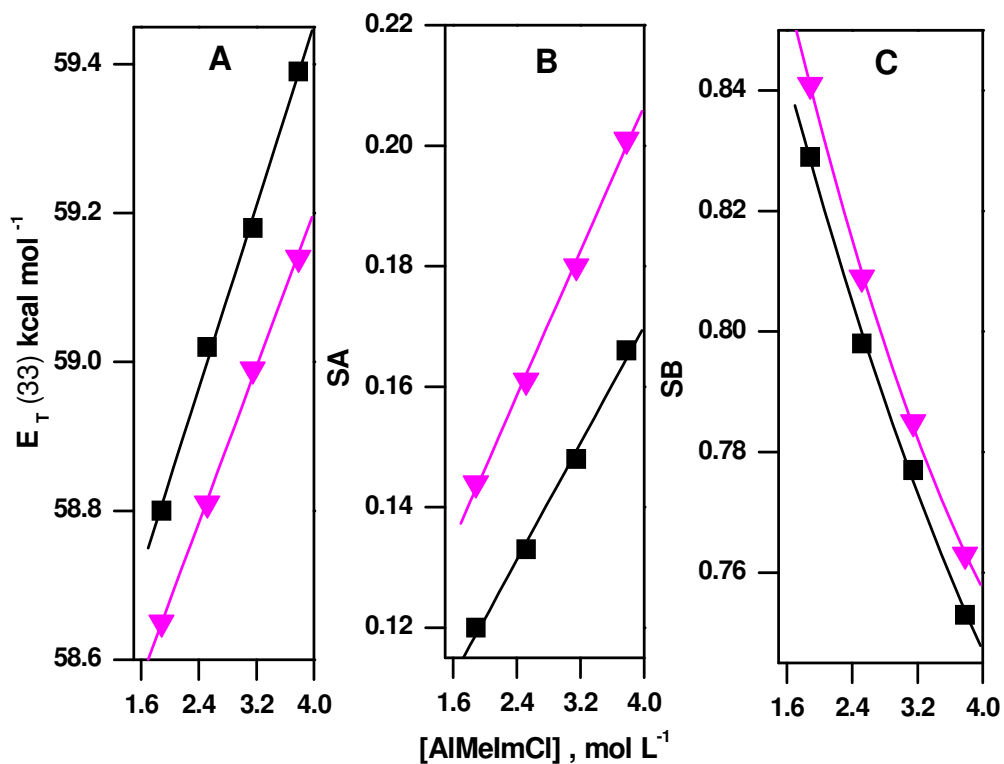 A
B
C
E T (33) kcal mol -1
59.4
59.2
59.0
58.8
58.6
1.6 2.4 3.2 4.0
SA
0.22
0.20
0.18
0.16
0.14
0.12
1.6 2.4 3.2 4.0
SB
0.84
0.82
0.80
0.78
0.76
1.6 2.4 3.2 4.0
[AlMeImCl] , mol L-1